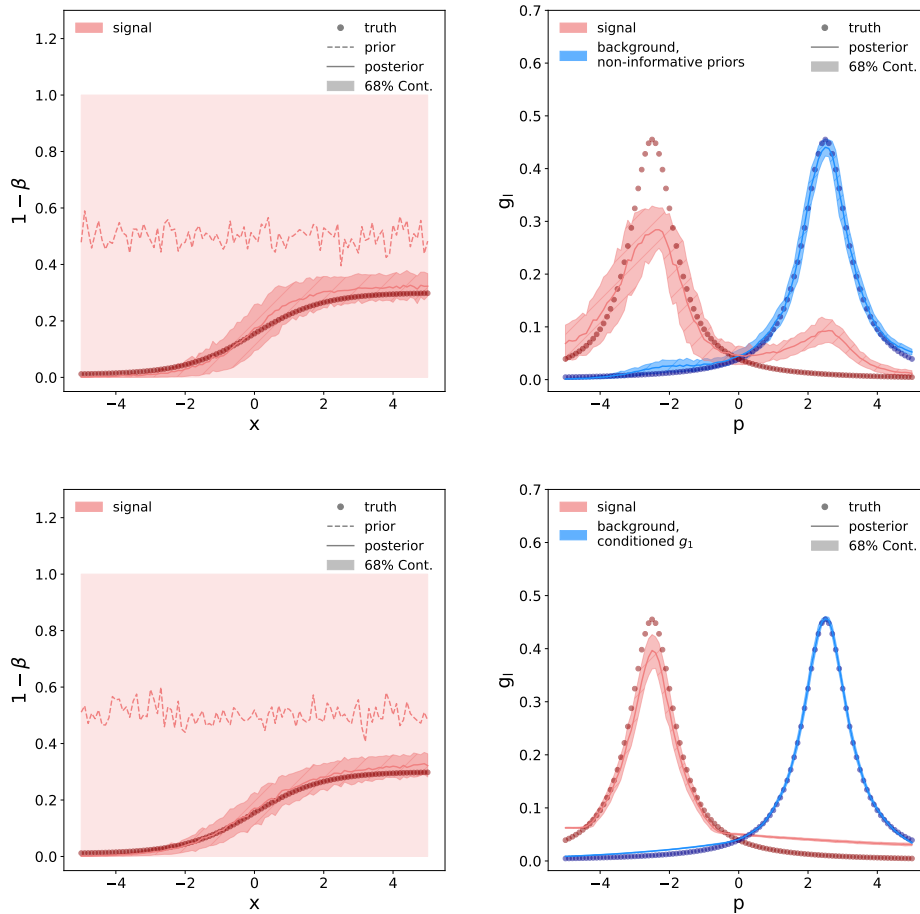 signal
truth
prior
posterior
68% Cont.
1 − β
1.2
1.0
0.8
0.6
0.4
0.2
0.0
−4
−2
0
2
4
x
signal
background,
non-informative priors
truth
posterior
68% Cont.
gₗ
0.7
0.6
0.5
0.4
0.3
0.2
0.1
0.0
−4
−2
0
2
4
p
signal
truth
prior
posterior
68% Cont.
1 − β
1.2
1.0
0.8
0.6
0.4
0.2
0.0
−4
−2
0
2
4
x
signal
background,
conditioned g₁
truth
posterior
68% Cont.
gₗ
0.7
0.6
0.5
0.4
0.3
0.2
0.1
0.0
−4
−2
0
2
4
p